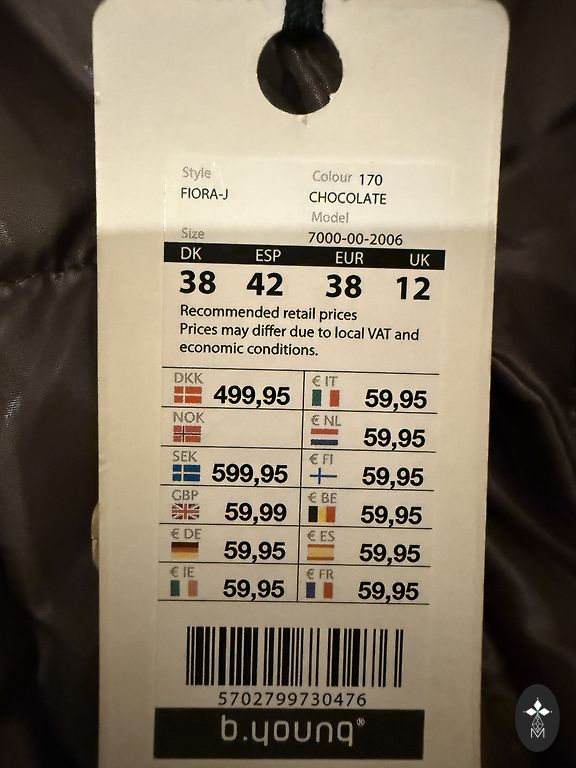 Style
FIORA-J
Colour 170
CHOCOLATE
Model
7000-00-2006
Size
DK ESP EUR UK
38 42 38 12
Recommended retail prices
Prices may differ due to local VAT and
economic conditions.
DKK 499,95 € IT 59,95
NOK € NL 59,95
SEK 599,95 € FI 59,95
GBP 59,99 € BE 59,95
€ DE 59,95 € ES 59,95
€ IE 59,95 € FR 59,95
5702799730476
b.young®
M